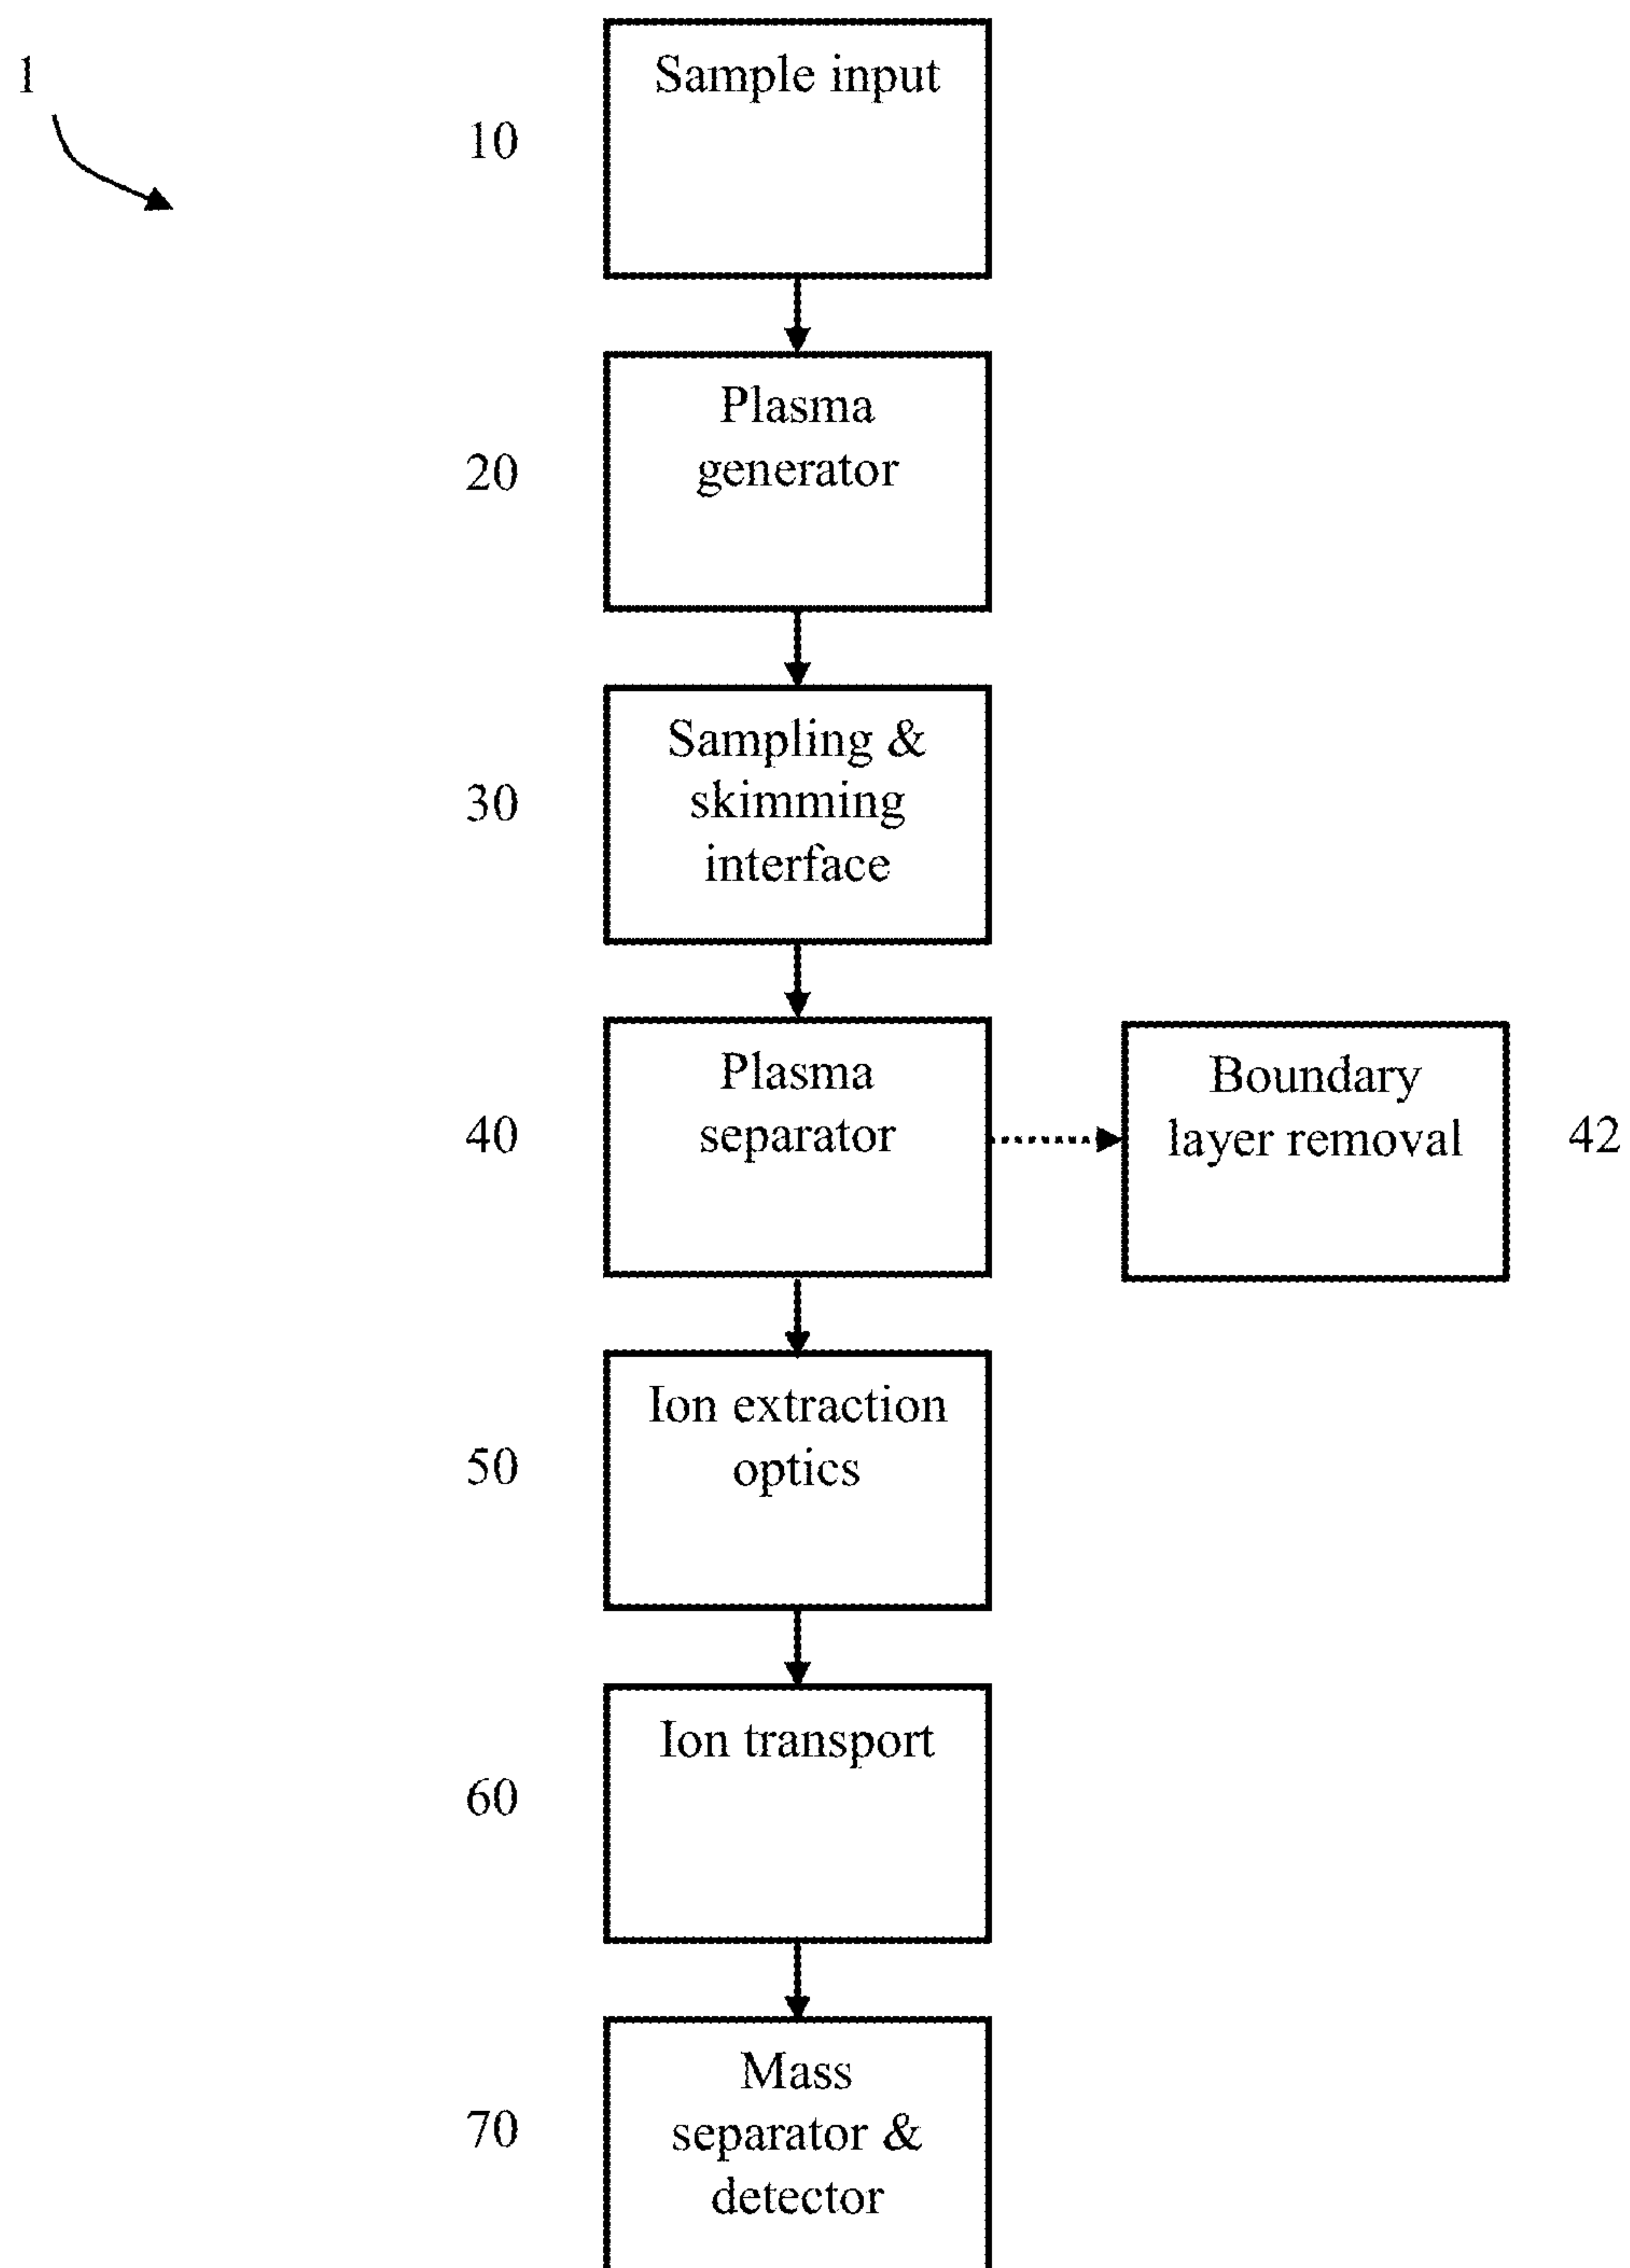 1
Sample input
10
Plasma
generator
20
Sampling &
skimming
interface
30
Plasma
separator
40
Boundary
layer removal
42
Ion extraction
optics
50
Ion transport
60
Mass
separator &
detector
70